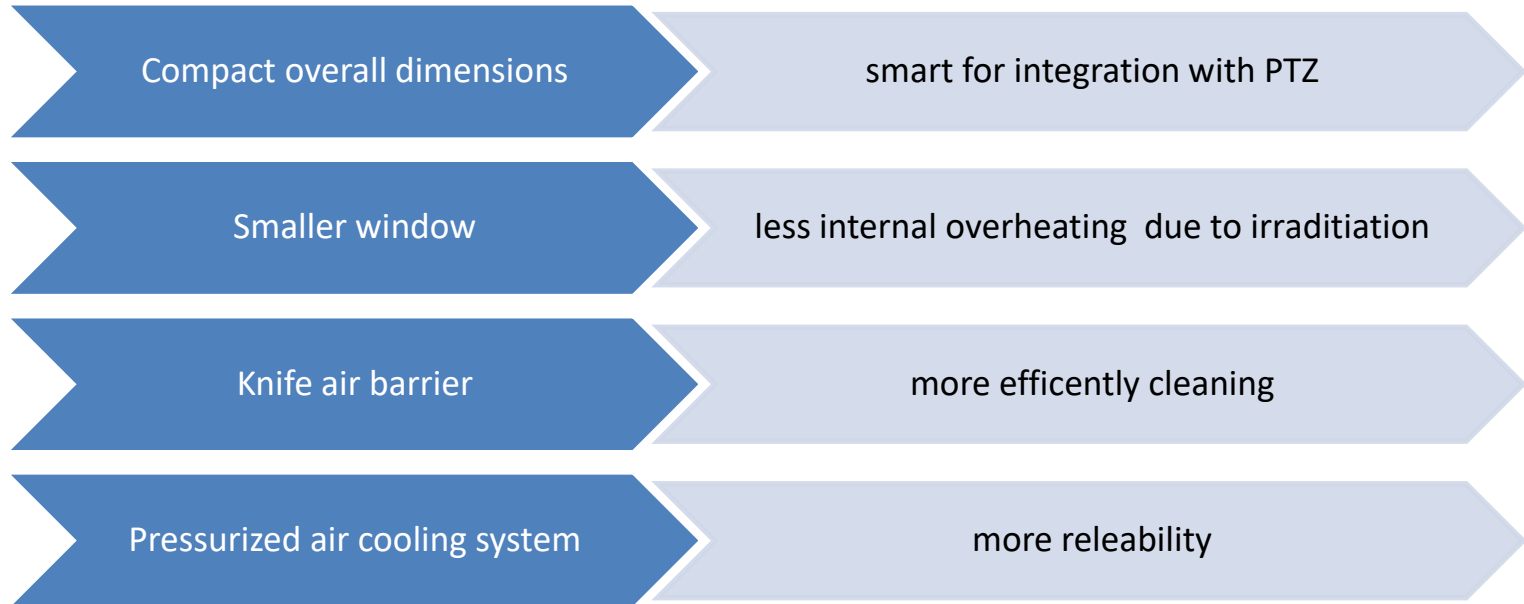 Compact overall dimensions
smart for integration with PTZ
Smaller window
less internal overheating  due to irraditiation
Knife air barrier
more efficently cleaning
Pressurized air cooling system
more releability